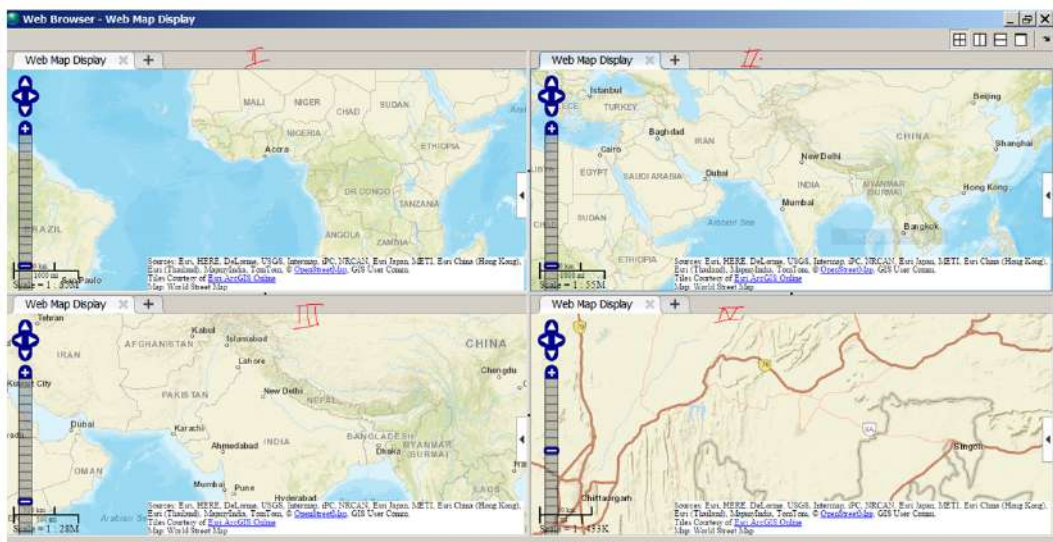 Web Browser - Web Map Display
Web Map Display
II
MALI
NIGER
CHAD
SUDAN
NIGERIA
ETHIOPIA
Accra
DR CONGO
TANZANIA
ANGOLA
ZAMBIA
Sources: Esri, HERE, DeLorme, USGS, Intermap, iPC, NRCAN, Esri Japan, METI, Esri China (Hong Kong),
Esri (Thailand), MapmyIndia, TomTom, © OpenStreetMap, GIS User Comm.
Tiles Courtesy of Esri ArcGIS Online
Map: World Street Map
Web Map Display
II
Istanbul
TURKEY
Beijing
Baghdad
IRAN
CHINA
Cairo
Shanghai
New Delhi
EGYPT
SAUDI ARABIA
Dubai
INDIA
MYANMAR
(BURMA)
Hong Kong
Mumbai
SUDAN
Arabian Sea
Bangkok
ETHIOPIA
Sources: Esri, HERE, DeLorme, USGS, Intermap, iPC, NRCAN, Esri Japan, METI, Esri China (Hong Kong),
Esri (Thailand), MapmyIndia, TomTom, © OpenStreetMap, GIS User Comm.
Scale = 1 : 55M
Tiles Courtesy of Esri ArcGIS Online
Map: World Street Map
Web Map Display
III
Tehran
Kabul
AFGHANISTAN
Islamabad
CHINA
IRAN
Lahore
Chengdu
PAKISTAN
New Delhi
NEPAL
Dubai
Karachi
Ahmedabad
INDIA
BANGLADESH
Dhaka
MYANMAR
(BURMA)
OMAN
Mumbai
Pune
LAOS
Hyderabad
Sources: Esri, HERE, DeLorme, USGS, Intermap, iPC, NRCAN, Esri Japan, METI, Esri China (Hong Kong),
Esri (Thailand), MapmyIndia, TomTom, © OpenStreetMap, GIS User Comm.
Scale = 1 : 28M
Tiles Courtesy of Esri ArcGIS Online
Map: World Street Map
Web Map Display
IV
76
76
Singoli
Chittaurgarh
Sources: Esri, HERE, DeLorme, USGS, Intermap, iPC, NRCAN, Esri Japan, METI, Esri China (Hong Kong),
Esri (Thailand), MapmyIndia, TomTom, © OpenStreetMap, GIS User Comm.
Scale = 1 : 433K
Tiles Courtesy of Esri ArcGIS Online
Map: World Street Map